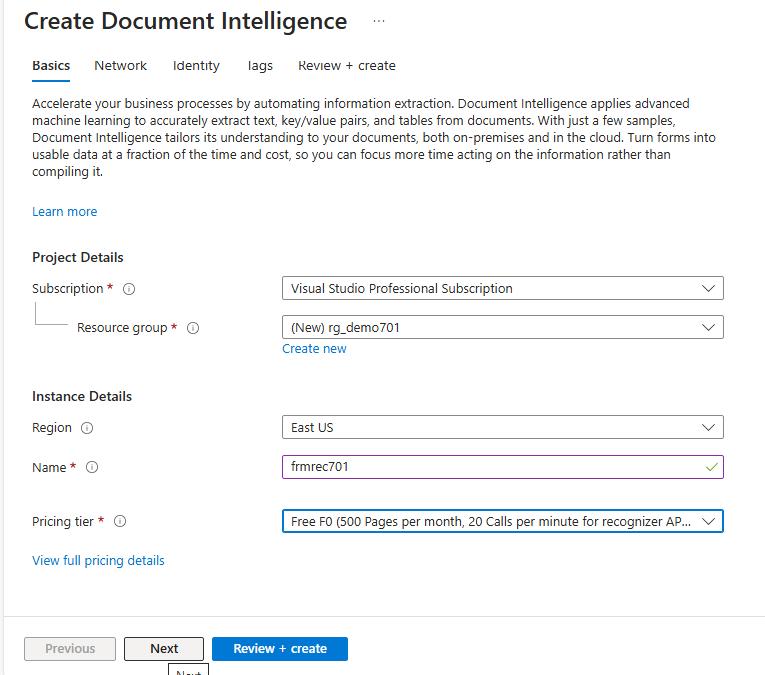 Create Document Intelligence ...
Basics Network Identity Tags Review + create
Accelerate your business processes by automating information extraction. Document Intelligence applies advanced
machine learning to accurately extract text, key/value pairs, and tables from documents. With just a few samples,
Document Intelligence tailors its understanding to your documents, both on-premises and in the cloud. Turn forms into
usable data at a fraction of the time and cost, so you can focus more time acting on the information rather than
compiling it.
Learn more
Project Details
Subscription * Visual Studio Professional Subscription
Resource group * (New) rg_demo701
Create new
Instance Details
Region East US
Name * frmrec701
Pricing tier * Free F0 (500 Pages per month, 20 Calls per minute for recognizer AP...
View full pricing details
Previous Next Review + create
Next